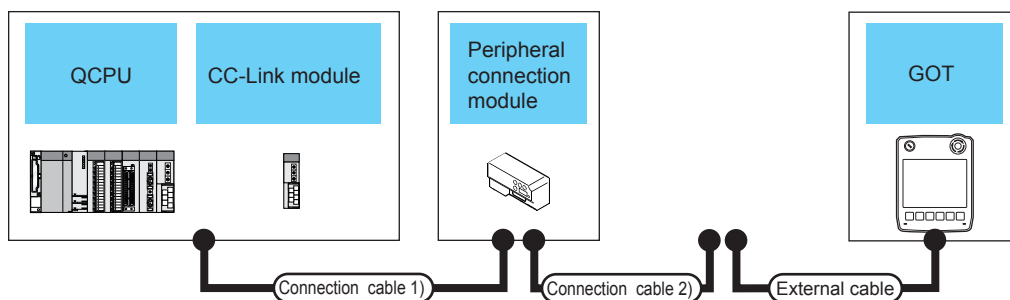 QCPU
CC-Link module
Peripheral
connection
module
GOT
Connection cable 1)
Connection cable 2)
External cable